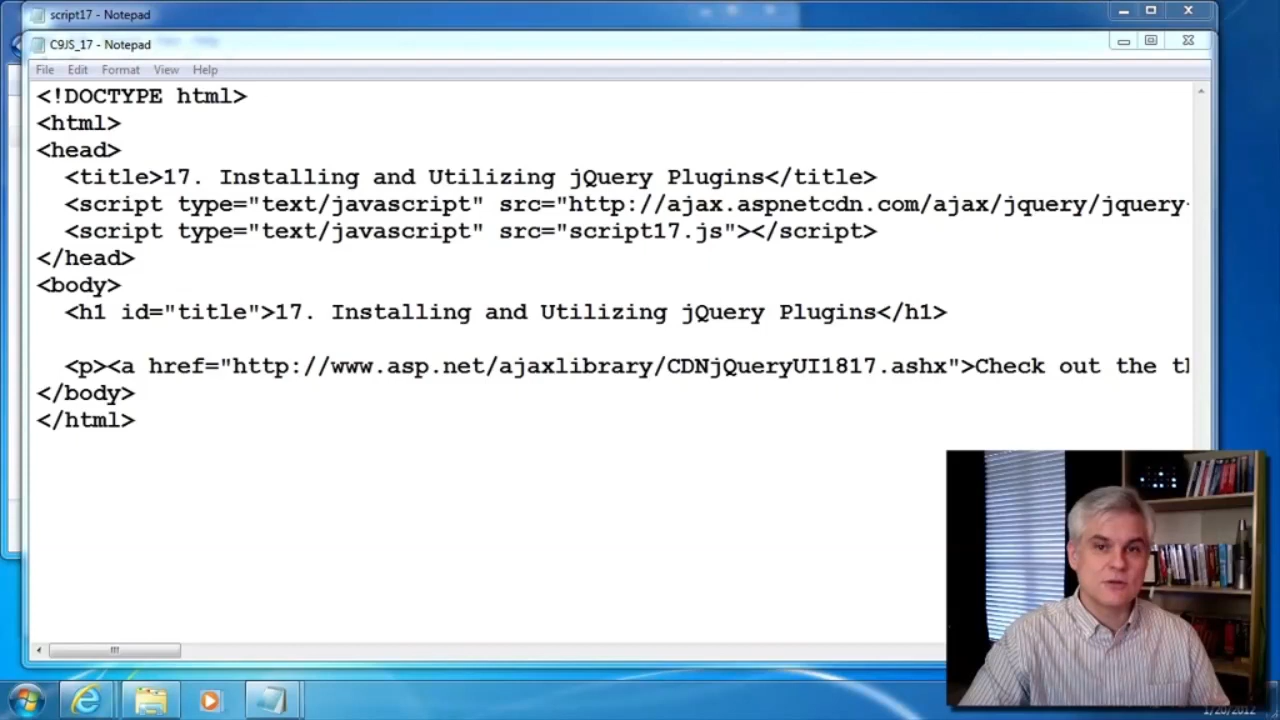 script17 - Notepad
C9JS_17 - Notepad
File Edit Format View Help
<!DOCTYPE html>
<html>
<head>
<title>17. Installing and Utilizing jQuery Plugins</title>
<script type="text/javascript" src="http://ajax.aspnetcdn.com/ajax/jquery/jquery-
<script type="text/javascript" src="script17.js"></script>
</head>
<body>
<h1 id="title">17. Installing and Utilizing jQuery Plugins</h1>
<p><a href="http://www.asp.net/ajaxlibrary/CDNjQueryUI1817.ashx">Check out the
</body>
</html>